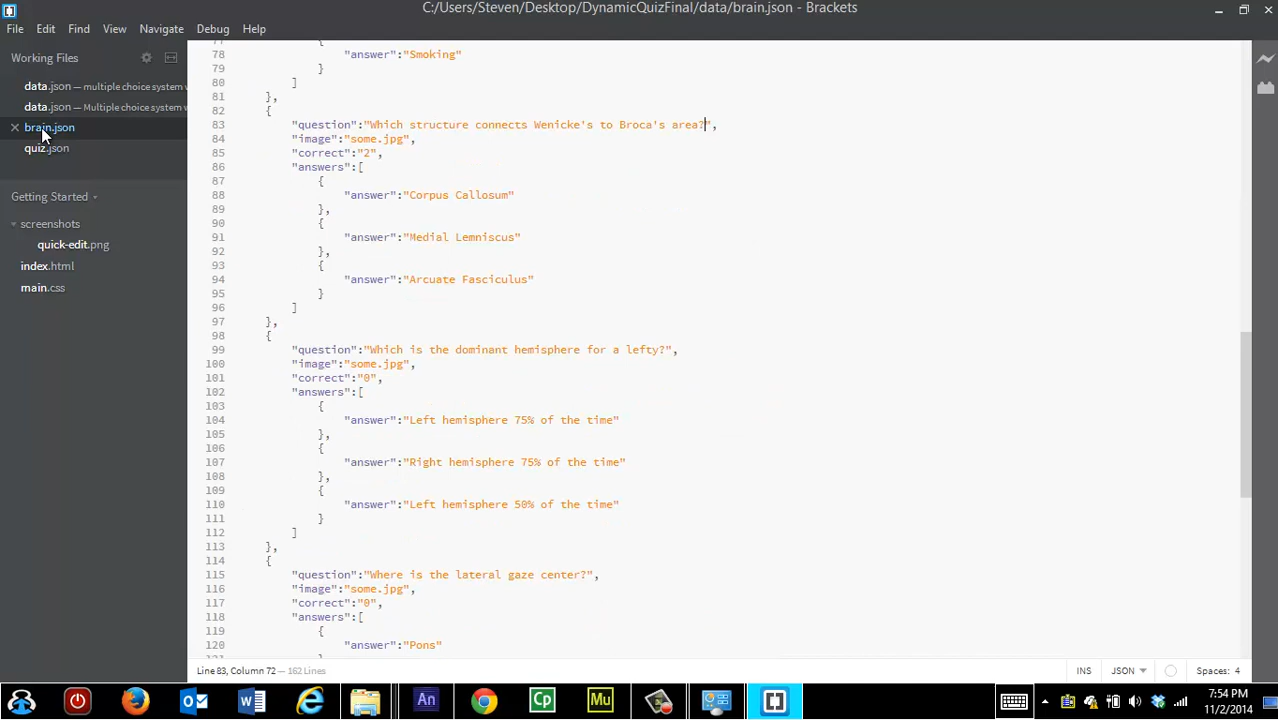 C:/Users/Steven/Desktop/DynamicQuizFinal/data/brain.json - Brackets
File Edit Find View Navigate Debug Help
Working Files
data.json — multiple choice system w
data.json — Multiple choice system w
brain.json
quiz.json
Getting Started
screenshots
quick-edit.png
index.html
main.css
77 {
78 "answer":"Smoking"
79 }
80 ]
81 },
82 {
83 "question":"Which structure connects Wenicke's to Broca's area?",
84 "image":"some.jpg",
85 "correct":"2",
86 "answers":[
87 {
88 "answer":"Corpus Callosum"
89 },
90 {
91 "answer":"Medial Lemniscus"
92 },
93 {
94 "answer":"Arcuate Fasciculus"
95 }
96 ]
97 },
98 {
99 "question":"Which is the dominant hemisphere for a lefty?",
100 "image":"some.jpg",
101 "correct":"0",
102 "answers":[
103 {
104 "answer":"Left hemisphere 75% of the time"
105 },
106 {
107 "answer":"Right hemisphere 75% of the time"
108 },
109 {
110 "answer":"Left hemisphere 50% of the time"
111 }
112 ]
113 },
114 {
115 "question":"Where is the lateral gaze center?",
116 "image":"some.jpg",
117 "correct":"0",
118 "answers":[
119 {
120 "answer":"Pons"
Line 83, Column 72 — 162 Lines
INS JSON Spaces: 4
An Cp Mu
7:54 PM
11/2/2014